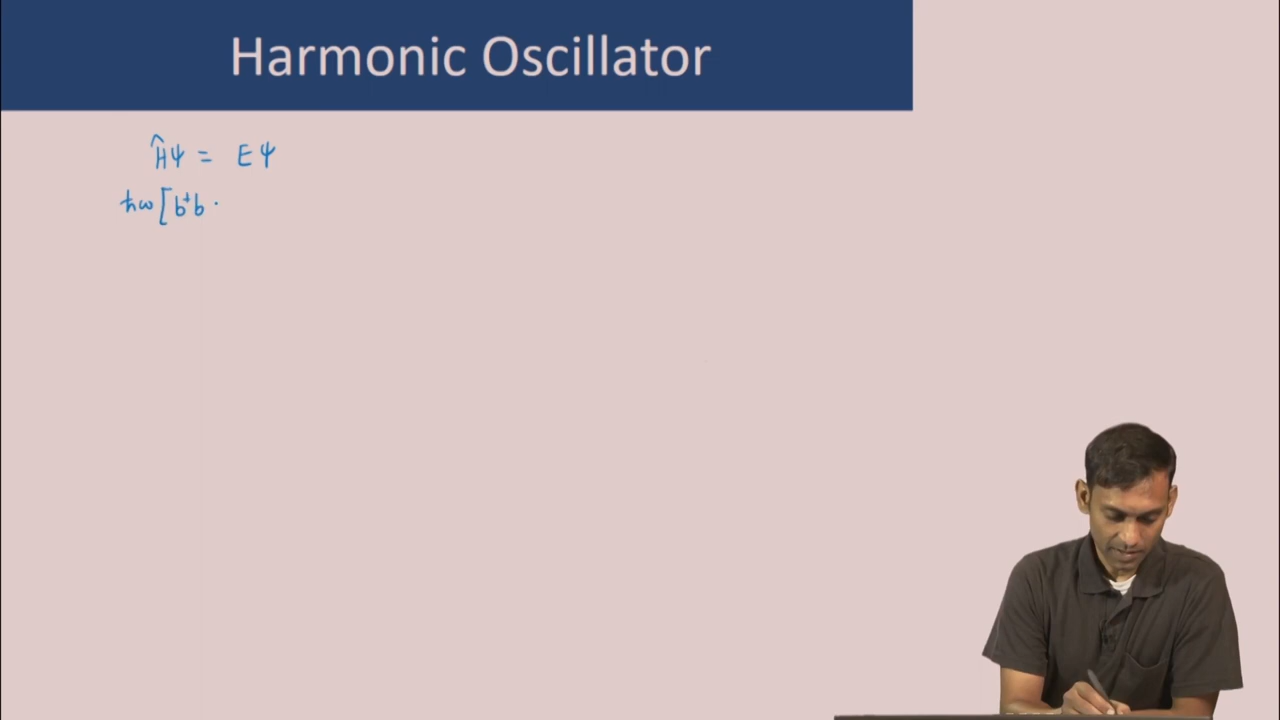 Harmonic Oscillator
Ĥψ = Eψ
ħω[b⁺b ·